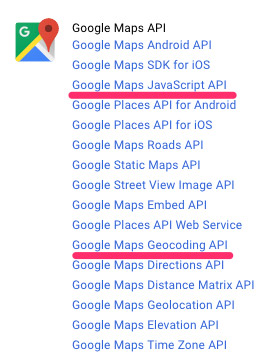 Google Maps API
Google Maps Android API
Google Maps SDK for iOS
Google Maps JavaScript API
Google Places API for Android
Google Places API for iOS
Google Maps Roads API
Google Static Maps API
Google Street View Image API
Google Maps Embed API
Google Places API Web Service
Google Maps Geocoding API
Google Maps Directions API
Google Maps Distance Matrix API
Google Maps Geolocation API
Google Maps Elevation API
Google Maps Time Zone API